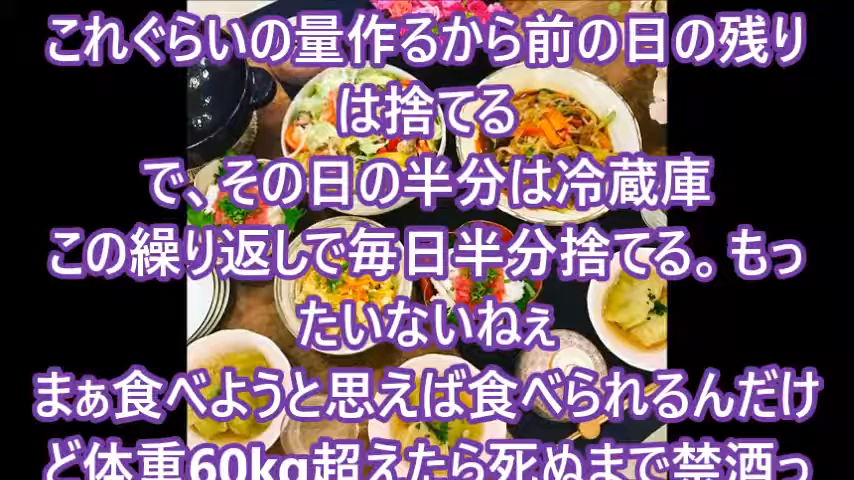 これぐらいの量作るから前の日の残り
は捨てる
で、その日の半分は冷蔵庫
この繰り返しで毎日半分捨てる。もっ
たいないねぇ
まぁ食べようと思えば食べられるんだけ
ど体重60kg超えたら死ぬまで禁酒っ